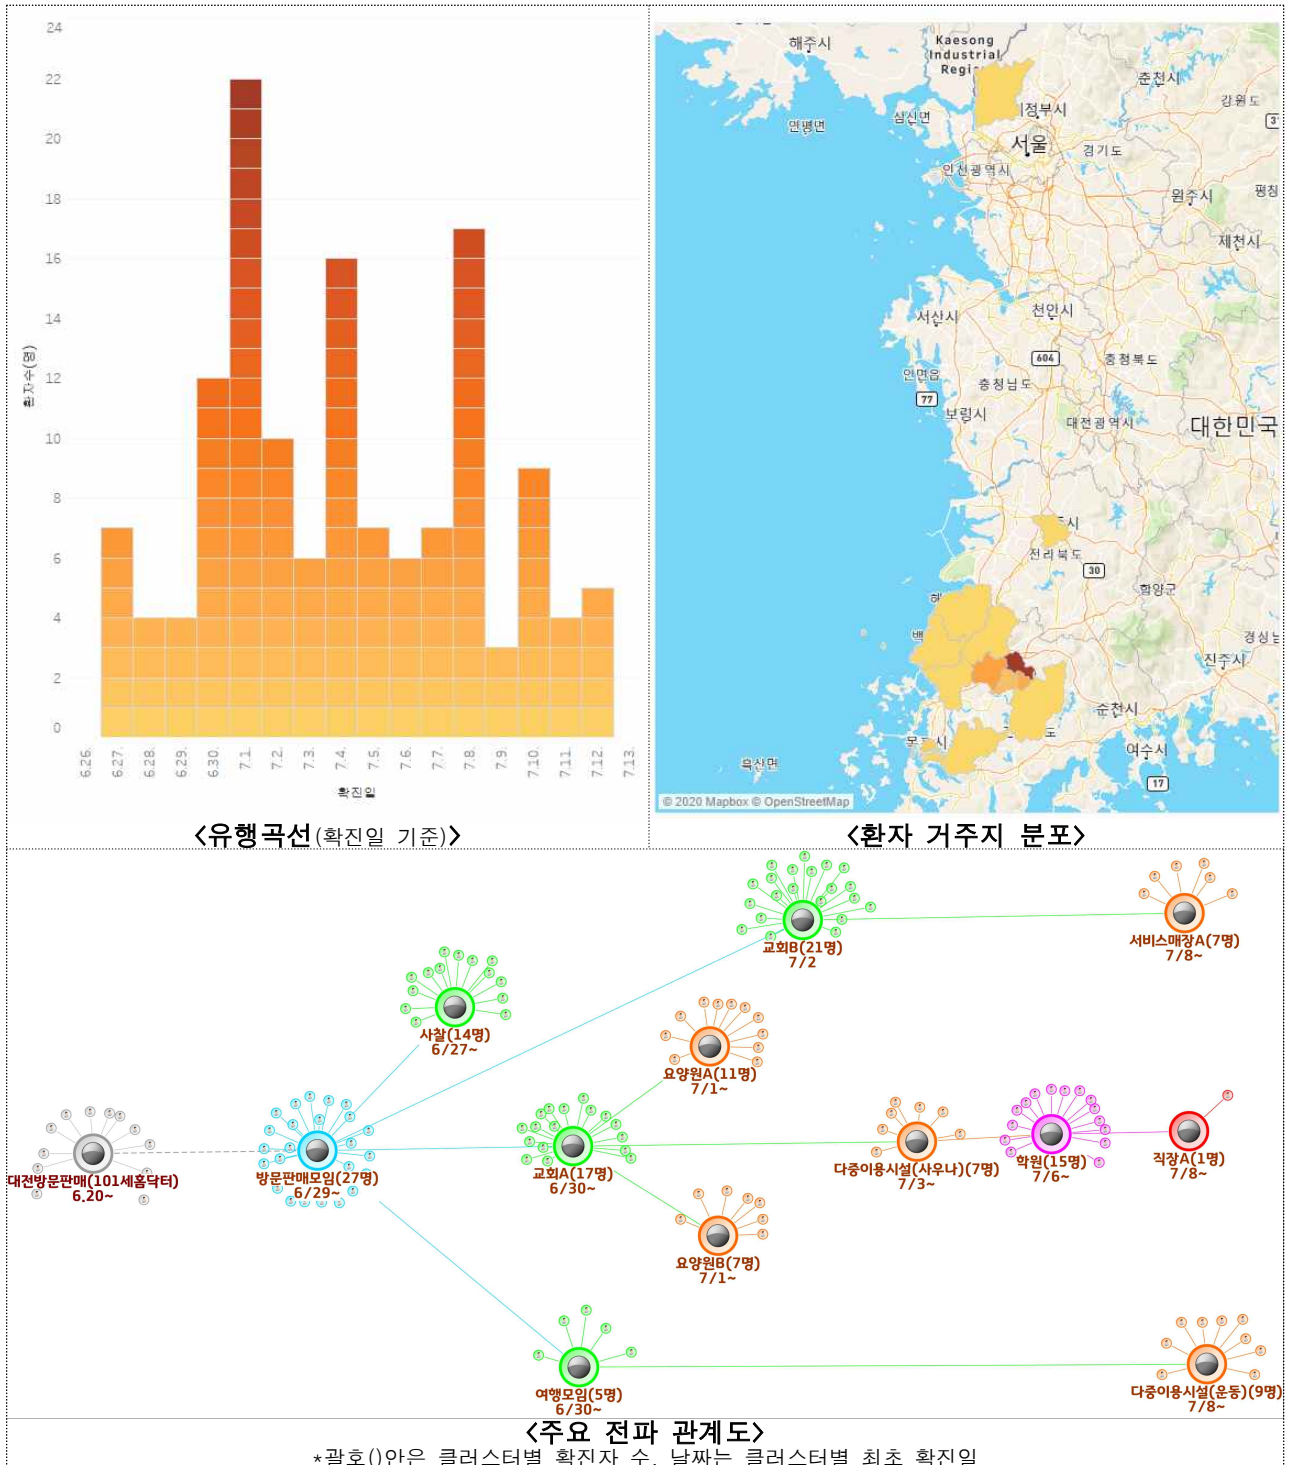 24
22
20
18
16
14
12
10
8
6
4
2
0
환자수(명)
6.26.
6.27.
6.28.
6.29.
6.30.
7.1.
7.2.
7.3.
7.4.
7.5.
7.6.
7.7.
7.8.
7.9.
7.10.
7.11.
7.12.
7.13.
확진일
<유행곡선(확진일 기준)>
해주시
Kaesong
Industrial
춘천시
강원도
연평면
삼산면
정부시
서울
경기도
인천광역시
원주시
평창
제천시
서산시
천안시
604
충청북도
안면읍
충청남도
77
보령시
대전광역시
대한민국
시
전라북도
30
함양군
진주시
순천시
여수시
흑산면
17
© 2020 Mapbox © OpenStreetMap
<환자 거주지 분포>
교회B(21명)
7/2
서비스매장A(7명)
7/8~
사찰(14명)
6/27~
요양원A(11명)
7/1~
대전방문판매(101세홈닥터)
6.20~
방문판매모임(27명)
6/29~
교회A(17명)
6/30~
다중이용시설(사우나)(7명)
7/3~
학원(15명)
7/6~
직장A(1명)
7/8~
요양원B(7명)
7/1~
여행모임(5명)
6/30~
다중이용시설(운동)(9명)
7/8~
<주요 전파 관계도>
*괄호()안은 클러스터별 확진자 수, 날짜는 클러스터별 최초 확진일